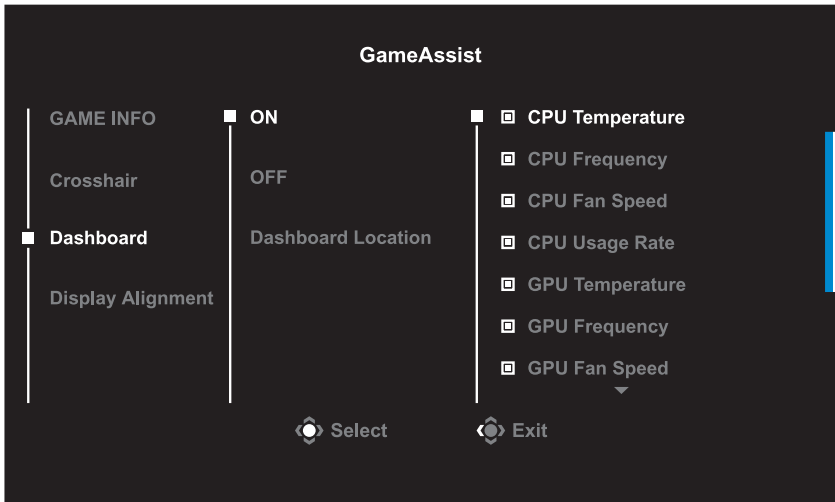 GameAssist
GAME INFO
Crosshair
Dashboard
Display Alignment
ON
OFF
Dashboard Location
CPU Temperature
CPU Frequency
CPU Fan Speed
CPU Usage Rate
GPU Temperature
GPU Frequency
GPU Fan Speed
Select
Exit